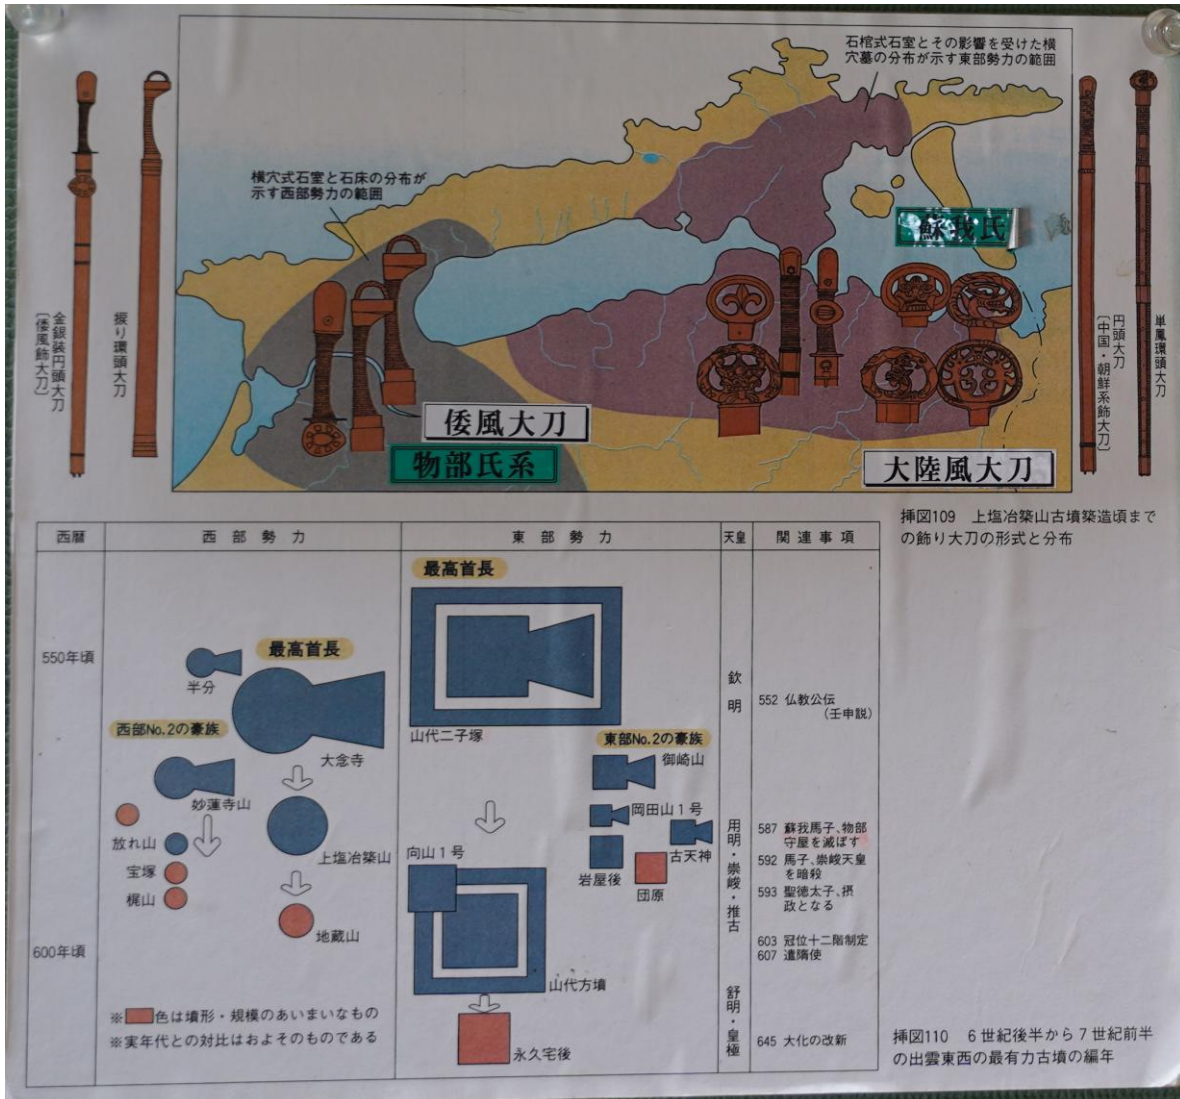 石棺式石室とその影響を受けた横
穴墓の分布が示す東部勢力の範囲
横穴式石室と石床の分布が
示す西部勢力の範囲
蘇我氏
金銀装円頭大刀
〔倭風飾大刀〕
捩り環頭大刀
倭風大刀
物部氏系
大陸風大刀
単鳳環頭大刀
円頭大刀
〔中国・朝鮮系飾大刀〕
挿図109 上塩冶築山古墳築造頃まで
の飾り大刀の形式と分布
西暦 西部勢力 東部勢力 天皇 関連事項
最高首長
550年頃
半分
最高首長
大念寺
山代二子塚
西部No.2の豪族
妙蓮寺山
東部No.2の豪族
御崎山
岡田山1号
古天神
岩屋後
団原
放れ山
宝塚
梶山
上塩冶築山
地蔵山
向山1号
山代方墳
永久宅後
600年頃
欽明
用明・崇峻・推古
舒明・皇極
552 仏教公伝
(壬申説)
587 蘇我馬子、物部
守屋を滅ぼす
592 馬子、崇峻天皇
を暗殺
593 聖徳太子、摂
政となる
603 冠位十二階制定
607 遣隋使
645 大化の改新
※色は墳形・規模のあいまいなもの
※実年代との対比はおよそのものである
挿図110 6世紀後半から7世紀前半
の出雲東西の最有力古墳の編年